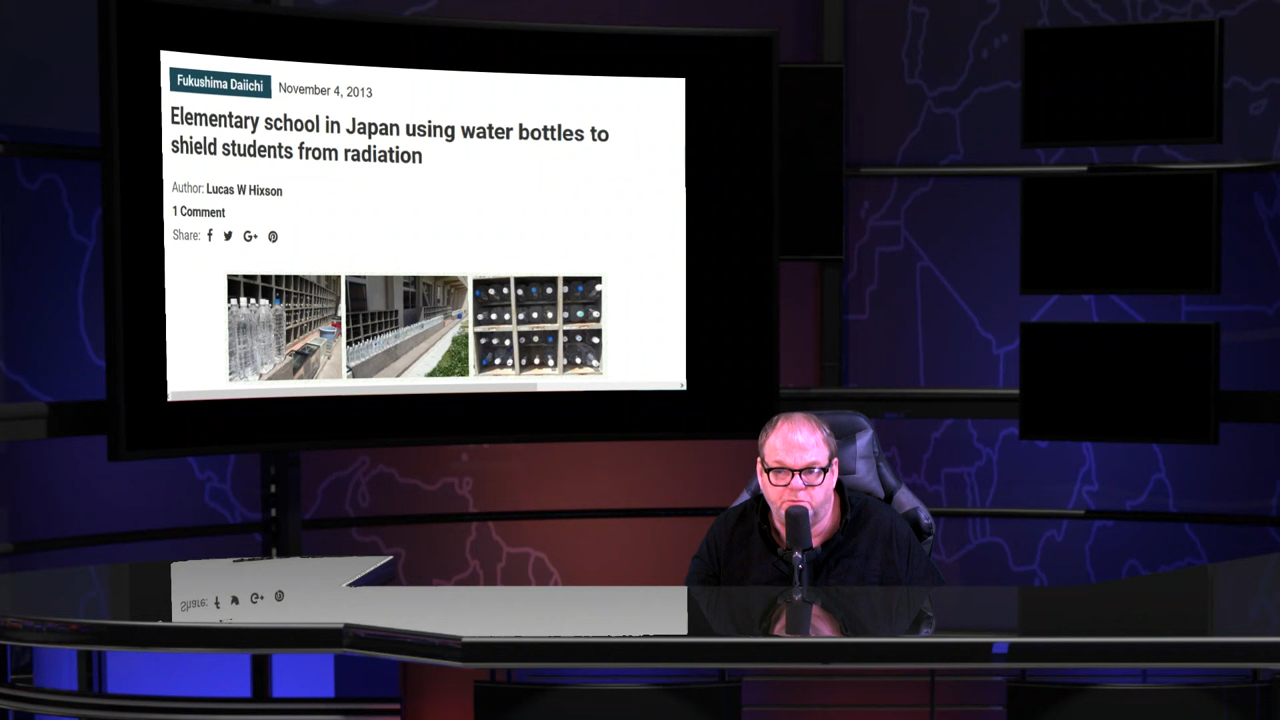 Fukushima Daiichi November 4, 2013
Elementary school in Japan using water bottles to
shield students from radiation
Author: Lucas W Hixson
1 Comment
Share:
Share: